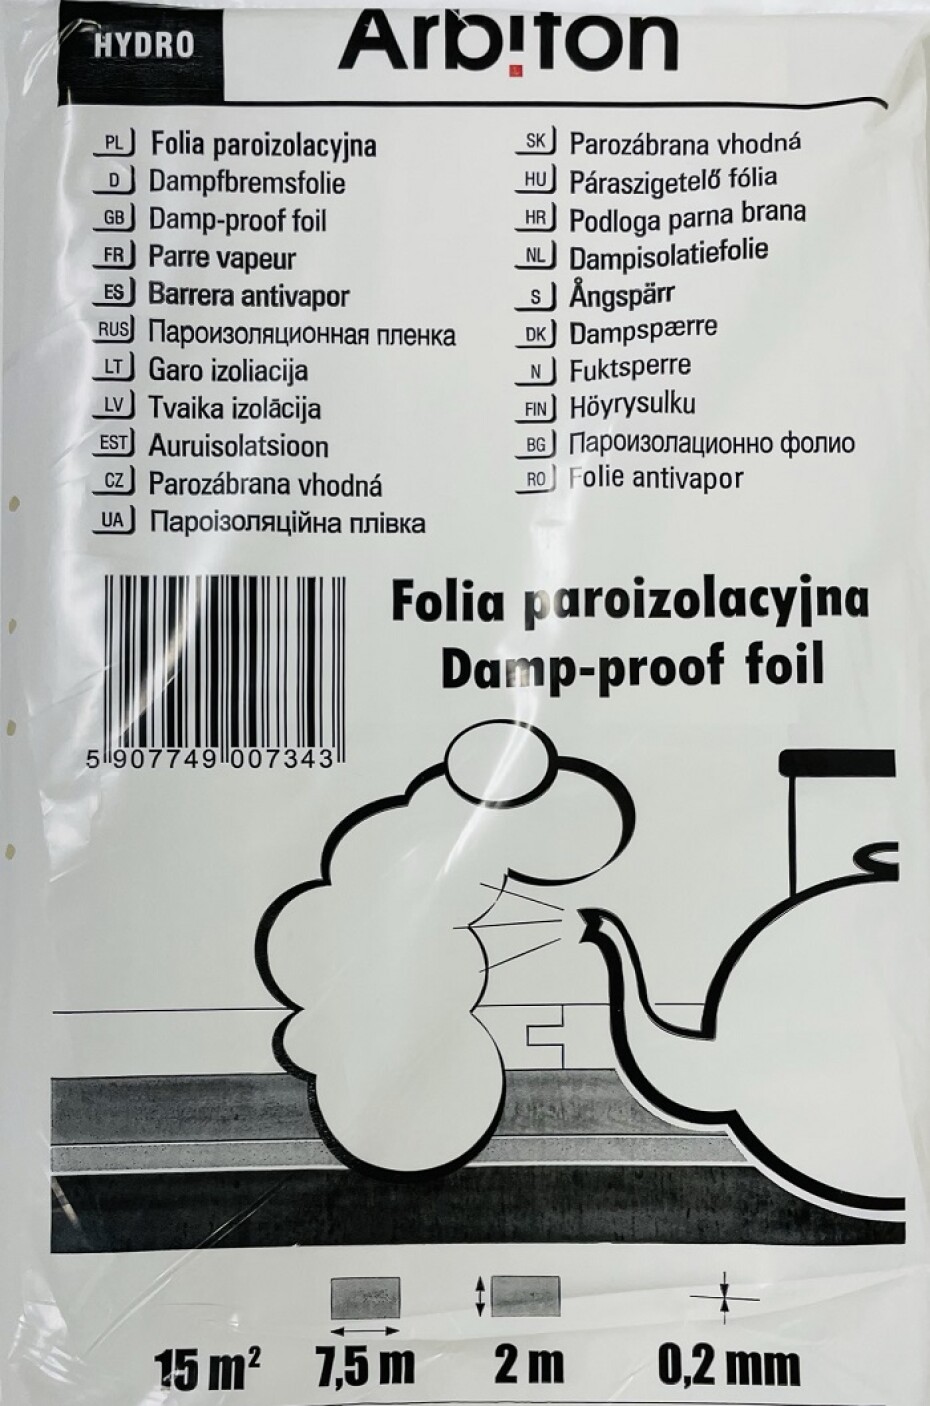 HYDRO
Arbiton
PL Folia paroizolacyjna
D Dampfbremsfolie
GB Damp-proof foil
FR Parre vapeur
ES Barrera antivapor
RUS Пароизоляционная пленка
LT Garo izoliacija
LV Tvaika izolācija
EST Auruisolatsioon
CZ Parozábrana vhodná
UA Пароізоляційна плівка
SK Parozábrana vhodná
HU Páraszigetelő fólia
HR Podloga parna brana
NL Dampisolatiefolie
S Ångspärr
DK Dampspærre
N Fuktsperre
FIN Höyrysulku
BG Пароизолационно фолио
RO Folie antivapor
Folia paroizolacyjna
Damp-proof foil
5 907749 007343
15 m² 7,5 m 2 m 0,2 mm